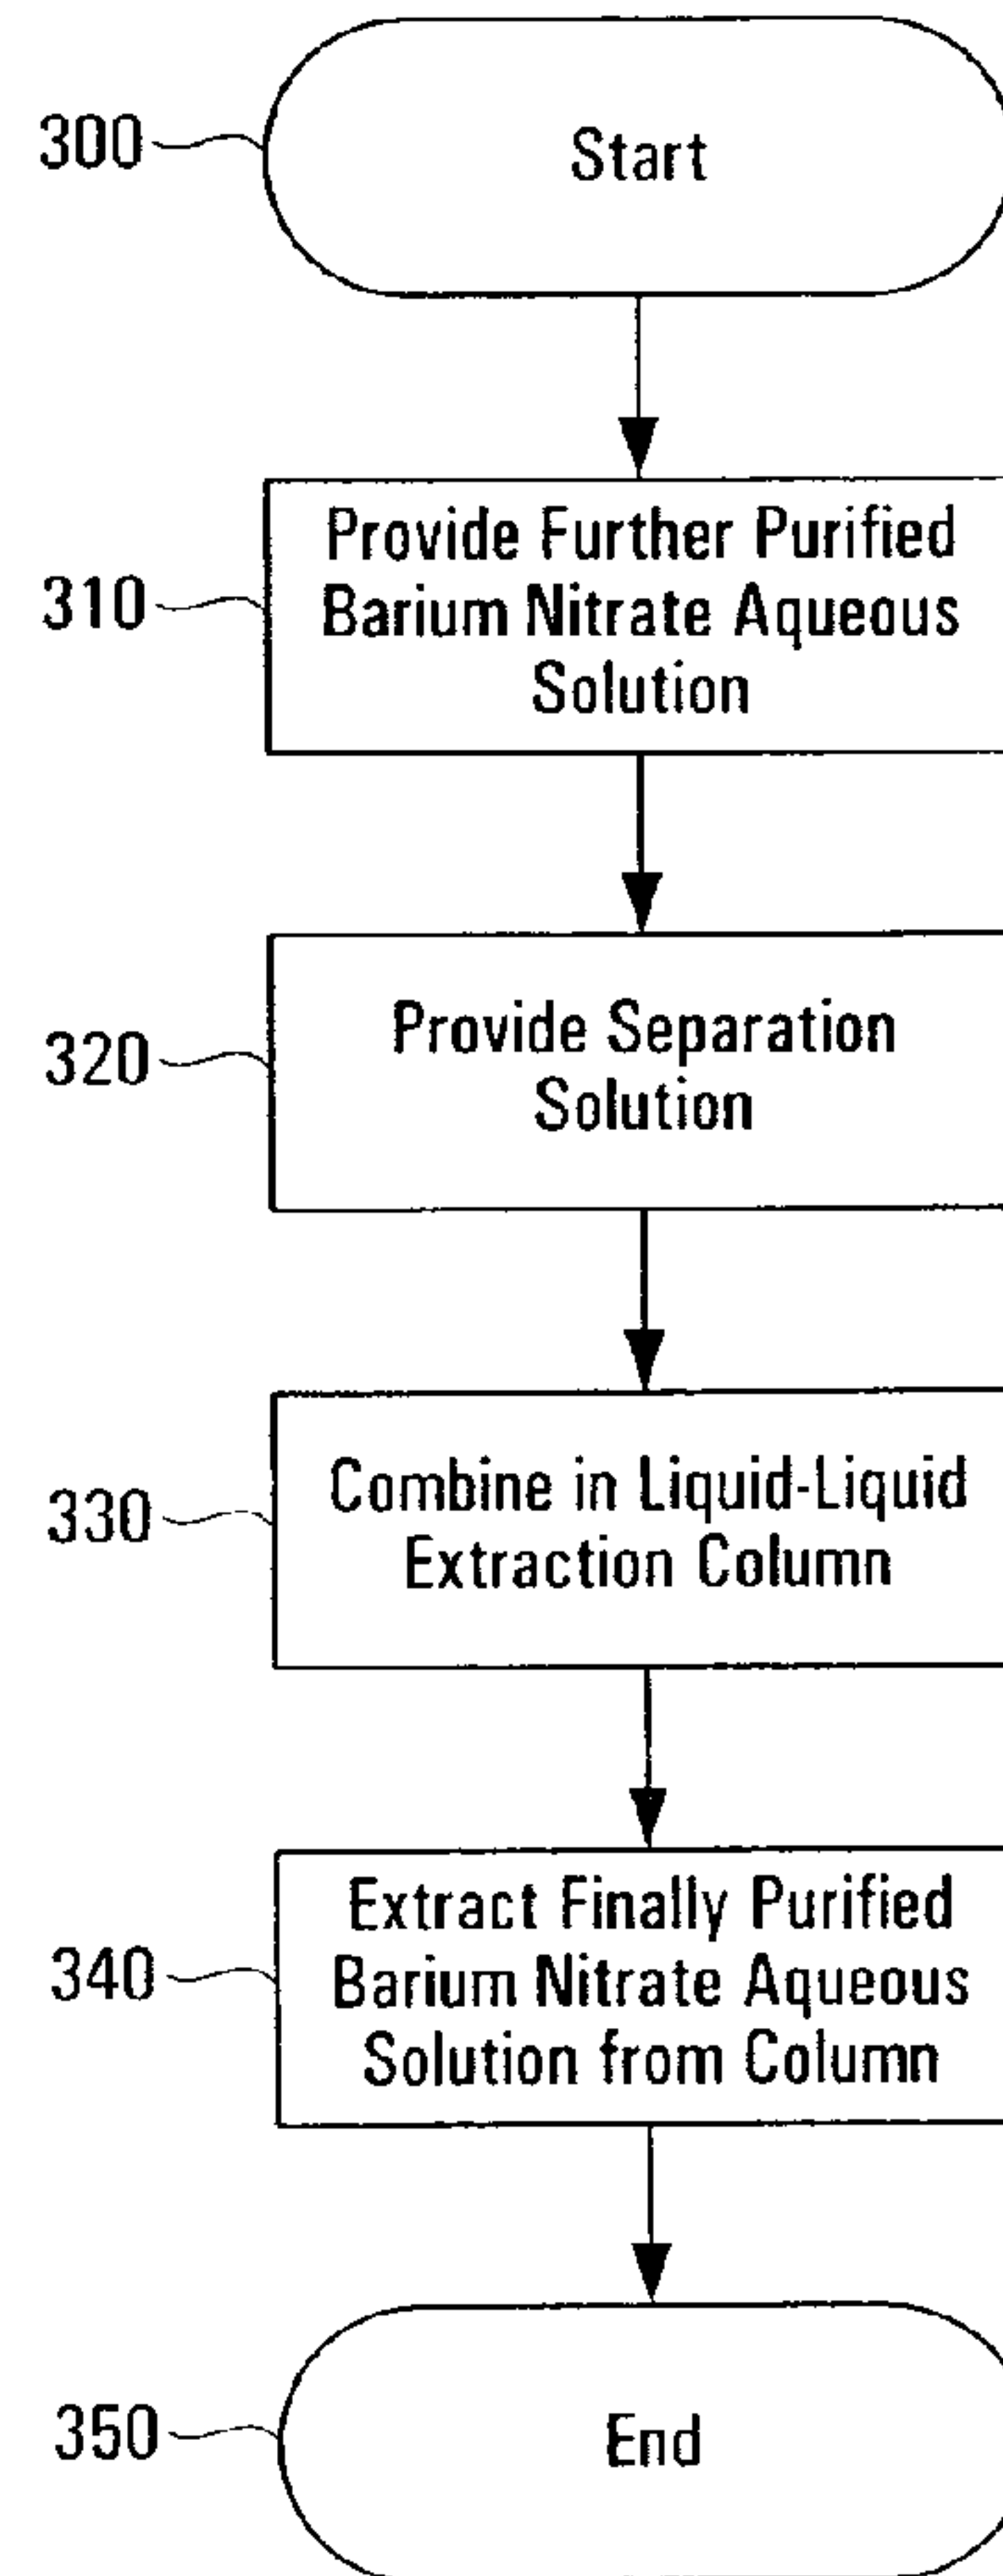 300
Start
310
Provide Further Purified
Barium Nitrate Aqueous
Solution
320
Provide Separation
Solution
330
Combine in Liquid-Liquid
Extraction Column
340
Extract Finally Purified
Barium Nitrate Aqueous
Solution from Column
350
End